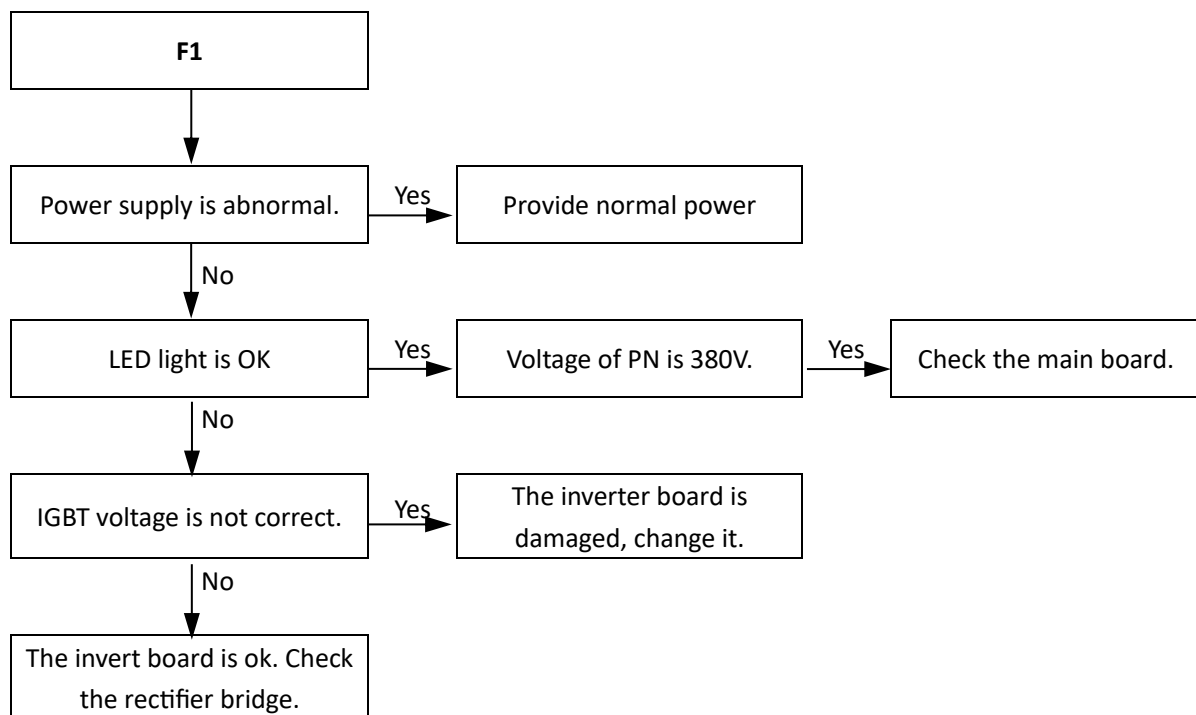 F1
Power supply is abnormal.
Yes
Provide normal power
No
LED light is OK
Yes
Voltage of PN is 380V.
Yes
Check the main board.
No
IGBT voltage is not correct.
Yes
The inverter board is
damaged, change it.
No
The invert board is ok. Check
the rectifier bridge.